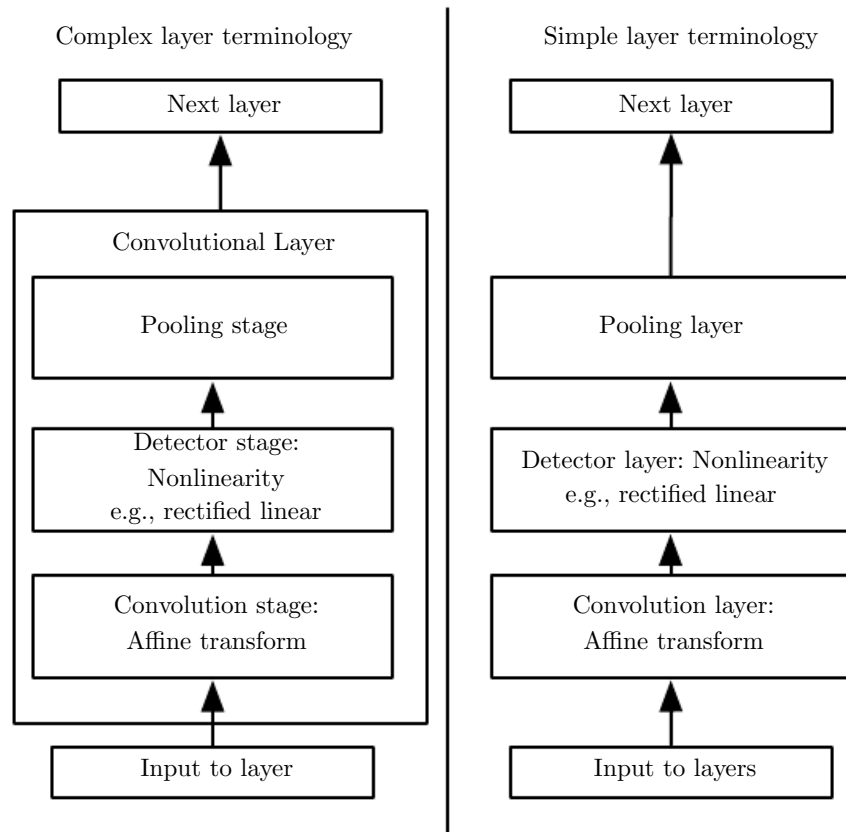 Complex layer terminology
Next layer
Convolutional Layer
Pooling stage
Detector stage:
Nonlinearity
e.g., rectified linear
Convolution stage:
Affine transform
Input to layer
Simple layer terminology
Next layer
Pooling layer
Detector layer: Nonlinearity
e.g., rectified linear
Convolution layer:
Affine transform
Input to layers